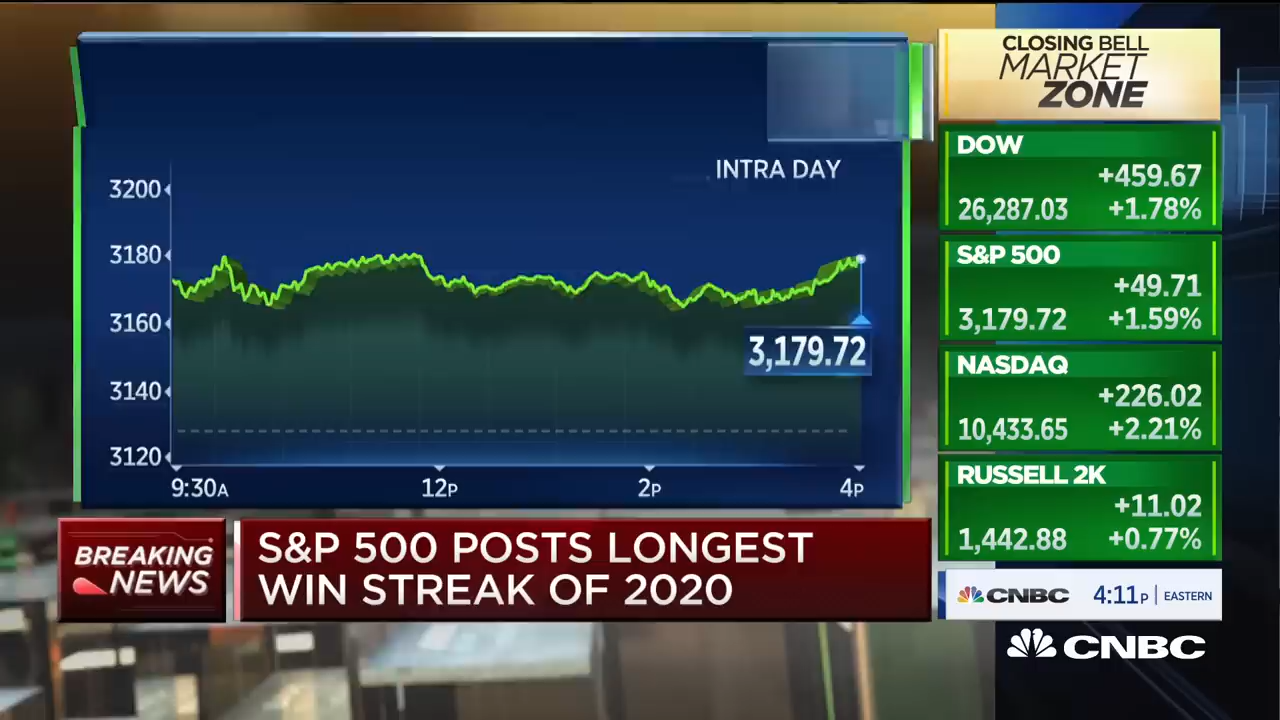 CLOSING BELL
MARKET
ZONE
INTRA DAY
3200
3180
3160
3140
3120
3,179.72
9:30A
12P
2P
4P
DOW
+459.67
26,287.03 +1.78%
S&P 500
+49.71
3,179.72 +1.59%
NASDAQ
+226.02
10,433.65 +2.21%
RUSSELL 2K
+11.02
1,442.88 +0.77%
BREAKING
NEWS
S&P 500 POSTS LONGEST
WIN STREAK OF 2020
CNBC 4:11P EASTERN
CNBC